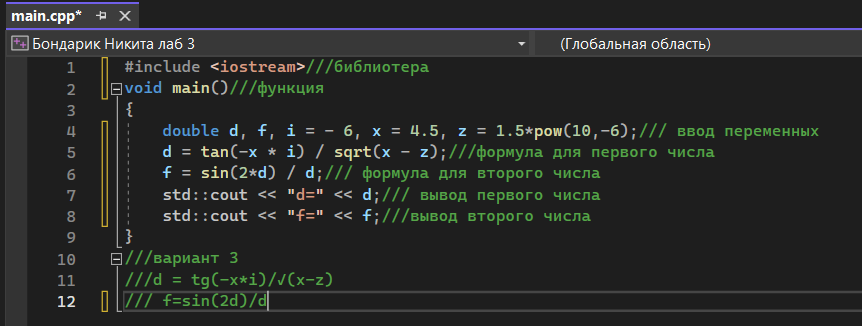 main.cpp*
Бондарик Никита лаб 3 (Глобальная область)
1 #include <iostream>///библиотера
2 void main()///функция
3 {
4 double d, f, i = - 6, x = 4.5, z = 1.5*pow(10,-6);/// ввод переменных
5 d = tan(-x * i) / sqrt(x - z);///формула для первого числа
6 f = sin(2*d) / d;/// формула для второго числа
7 std::cout << "d=" << d;/// вывод первого числа
8 std::cout << "f=" << f;///вывод второго числа
9 }
10 ///вариант 3
11 ///d = tg(-x*i)/√(x-z)
12 /// f=sin(2d)/d